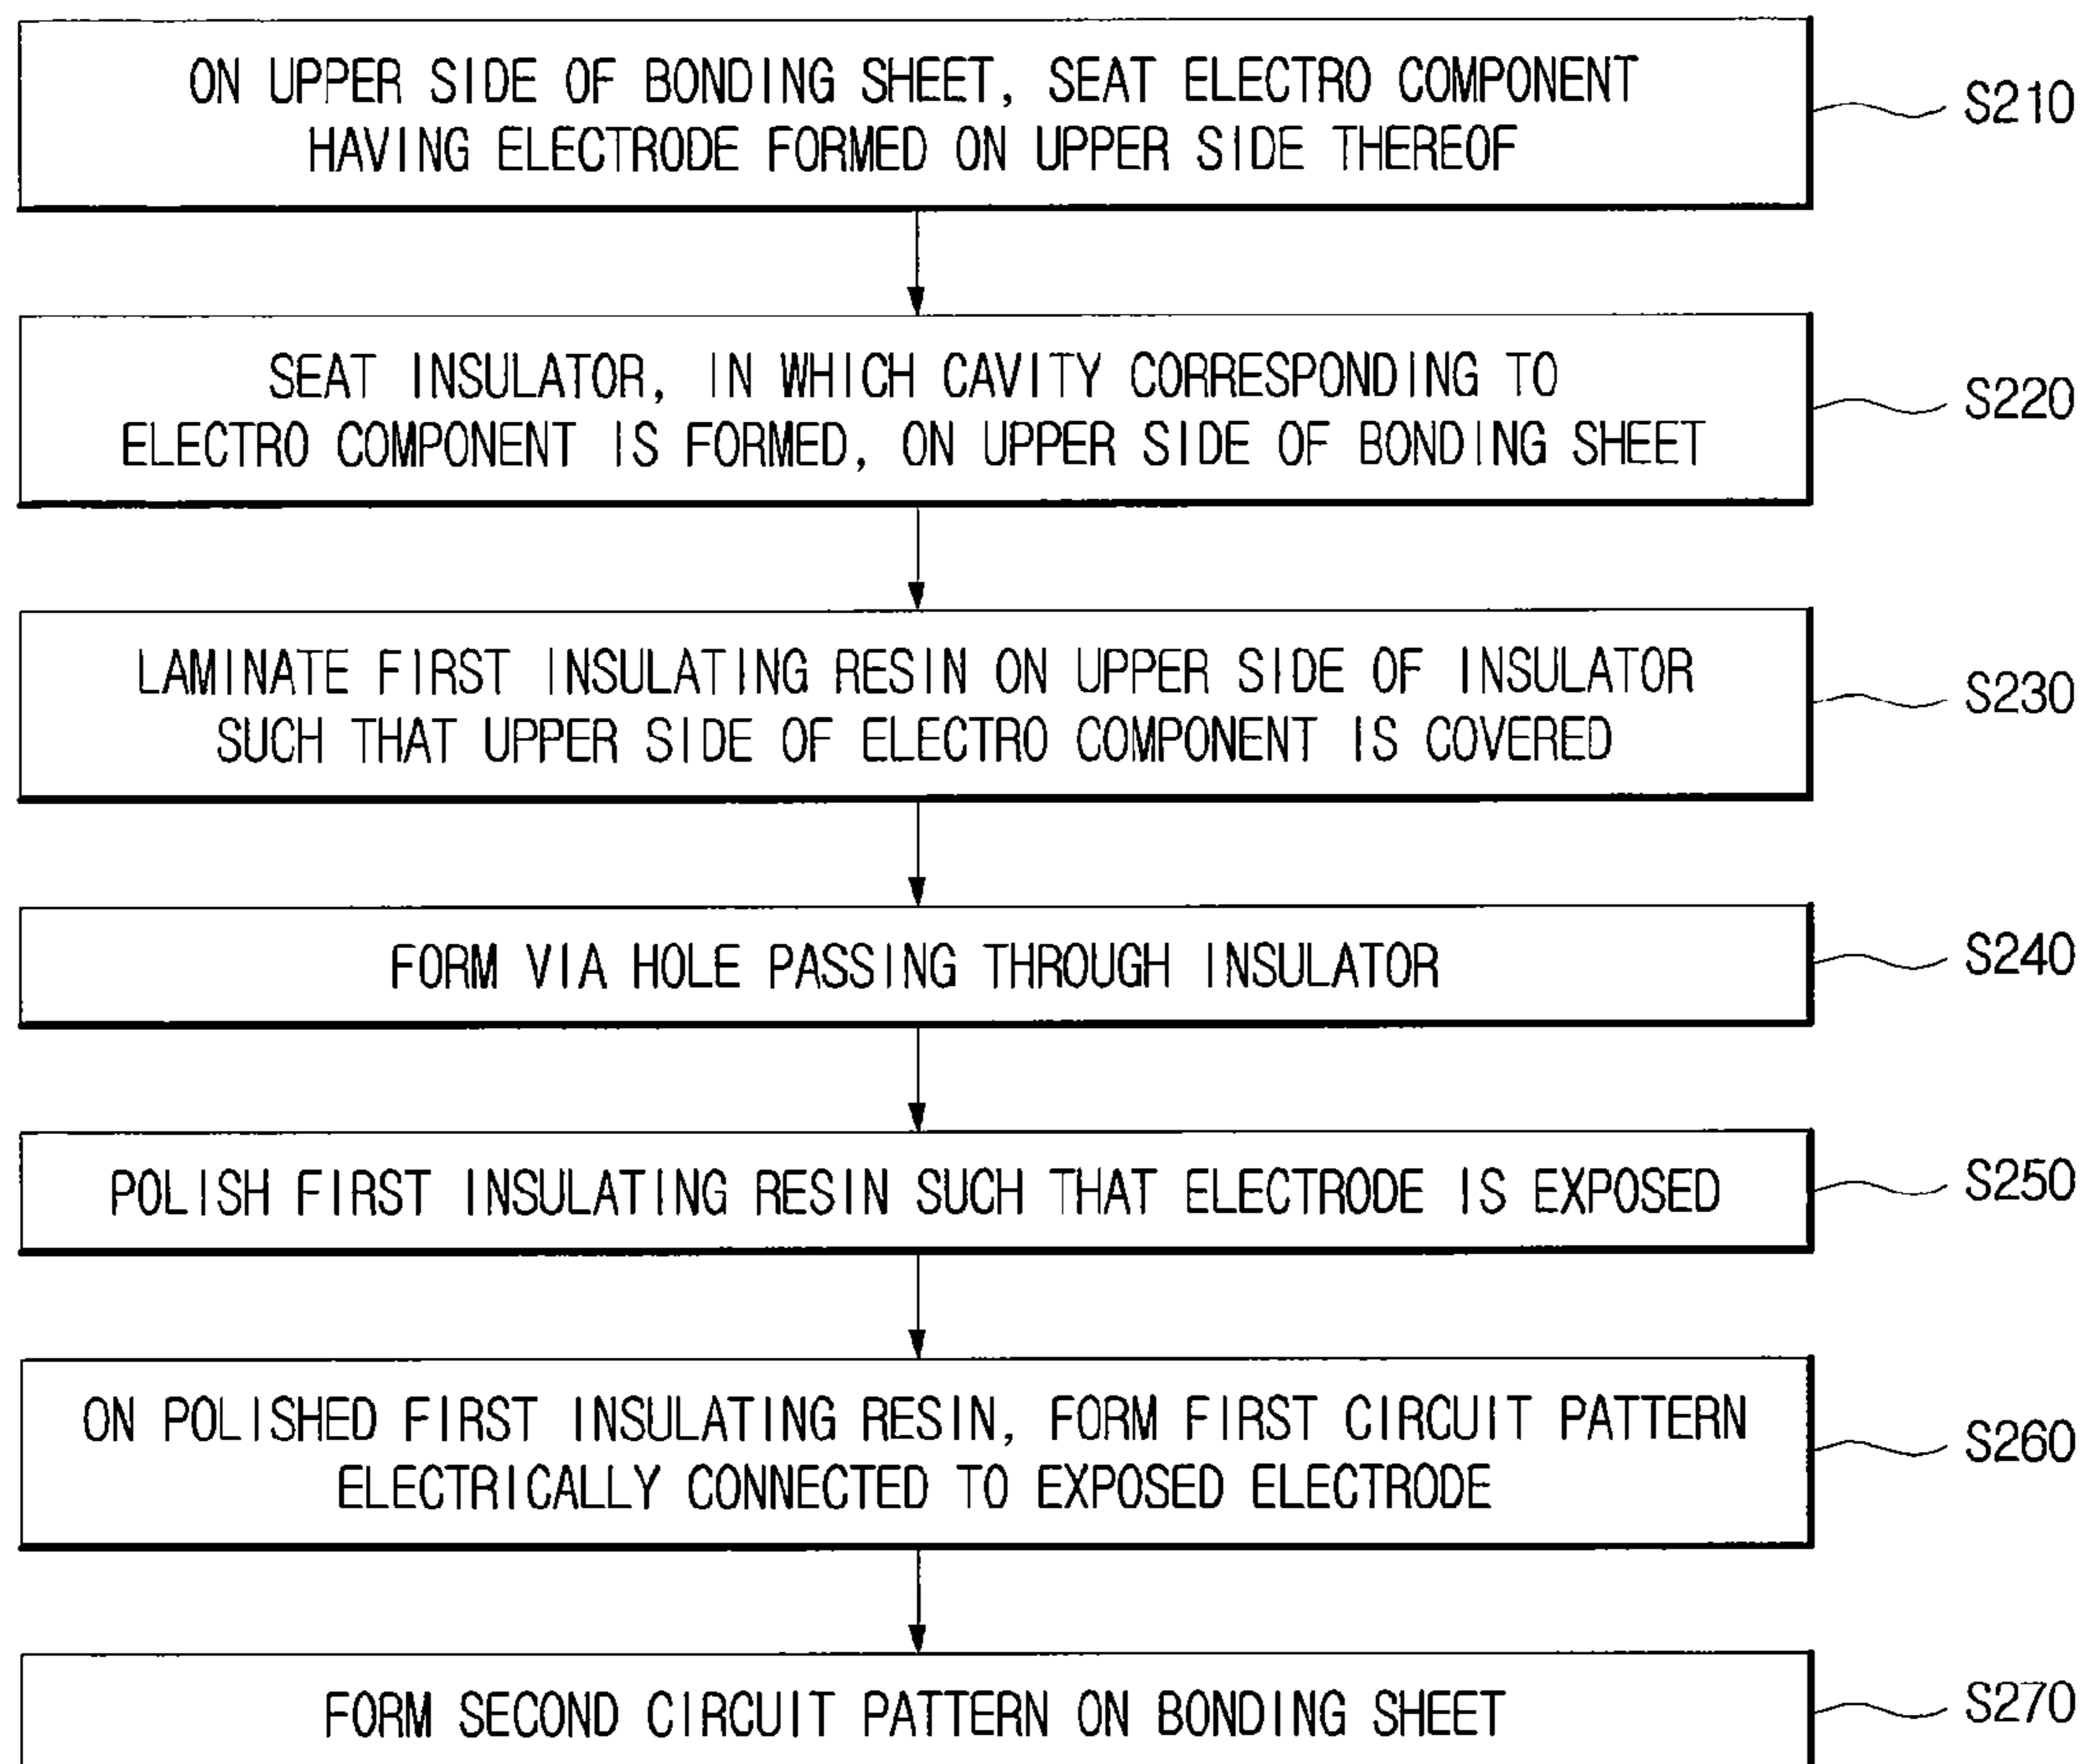 ON UPPER SIDE OF BONDING SHEET, SEAT ELECTRO COMPONENT
HAVING ELECTRODE FORMED ON UPPER SIDE THEREOF
S210
SEAT INSULATOR, IN WHICH CAVITY CORRESPONDING TO
ELECTRO COMPONENT IS FORMED, ON UPPER SIDE OF BONDING SHEET
S220
LAMINATE FIRST INSULATING RESIN ON UPPER SIDE OF INSULATOR
SUCH THAT UPPER SIDE OF ELECTRO COMPONENT IS COVERED
S230
FORM VIA HOLE PASSING THROUGH INSULATOR
S240
POLISH FIRST INSULATING RESIN SUCH THAT ELECTRODE IS EXPOSED
S250
ON POLISHED FIRST INSULATING RESIN, FORM FIRST CIRCUIT PATTERN
ELECTRICALLY CONNECTED TO EXPOSED ELECTRODE
S260
FORM SECOND CIRCUIT PATTERN ON BONDING SHEET
S270